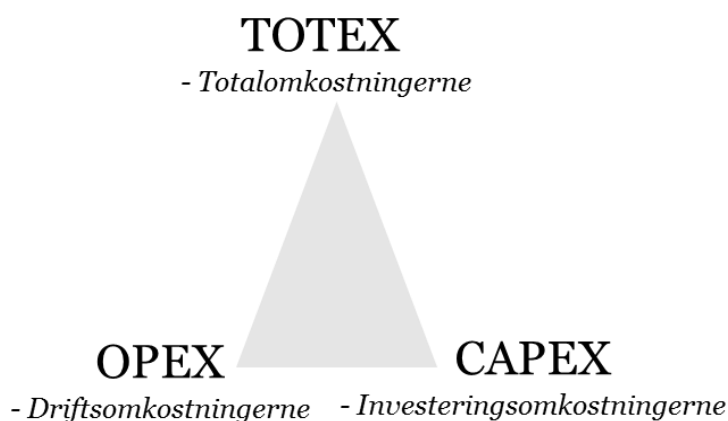 TOTEX
- Totalomkostningerne
OPEX
- Driftsomkostningerne
CAPEX
- Investeringsomkostningerne